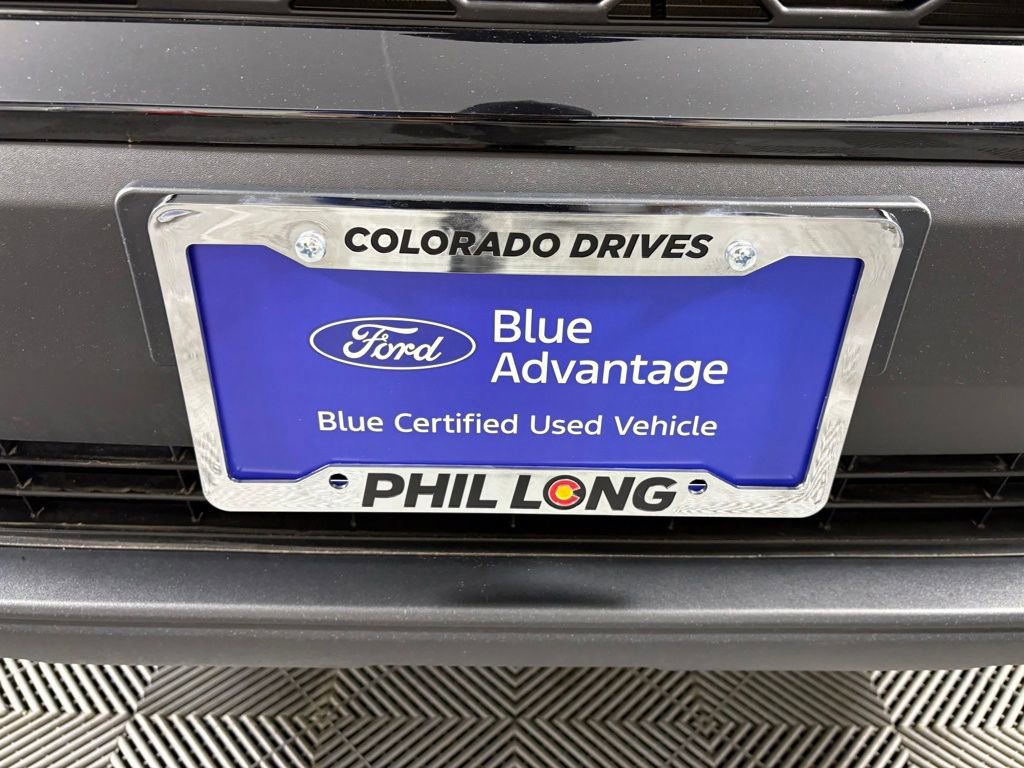 COLORADO DRIVES
Ford
Blue
Advantage
Blue Certified Used Vehicle
PHIL LONG